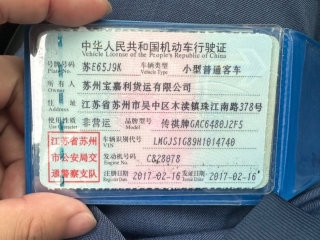 中华人民共和国机动车行驶证
Vehicle License of the People's Republic of China
号牌号码 苏E65J9K 车辆类型 小型普通客车
Plate No. Vehicle Type
所有人 苏州宝嘉利货运有限公司
Owner
住址 江苏省苏州市吴中区木渎镇珠江南路378号
Address
使用性质 非营运 品牌型号 传祺牌GAC6480J2F5
Use Character Model
江苏省苏州市公安局交通警察支队
车辆识别代号 LMGJS1G89H1014740
VIN
发动机号码 C828078
Engine No.
注册日期 2017-02-16 发证日期 2017-02-16
Register Date Issue Date